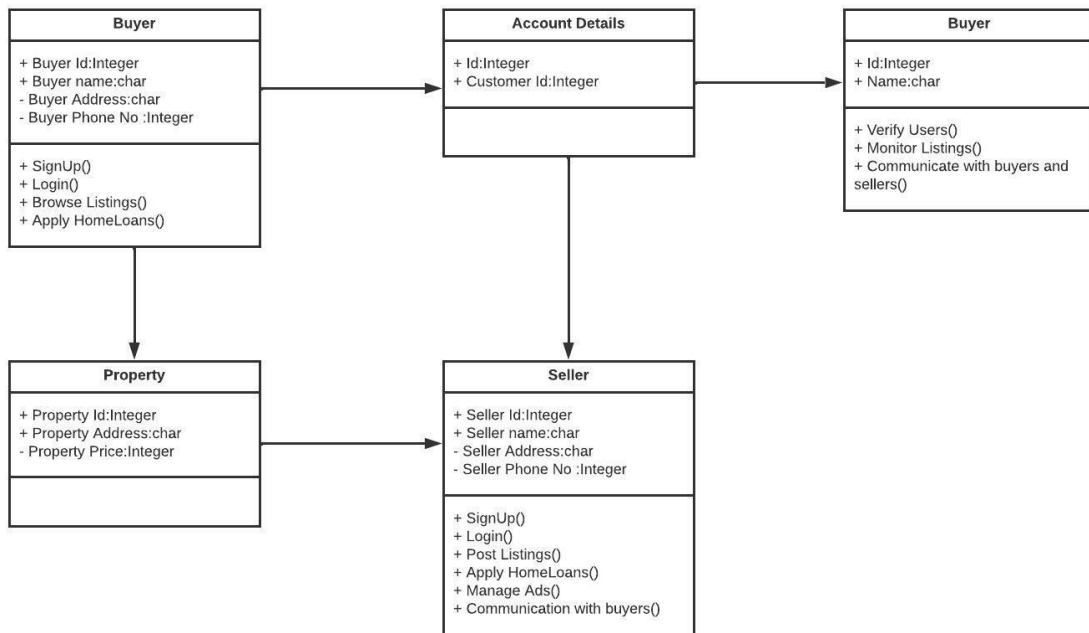 Buyer
+ Buyer Id:Integer
+ Buyer name:char
- Buyer Address:char
- Buyer Phone No :Integer
+ SignUp()
+ Login()
+ Browse Listings()
+ Apply HomeLoans()
Account Details
+ Id:Integer
+ Customer Id:Integer
Buyer
+ Id:Integer
+ Name:char
+ Verify Users()
+ Monitor Listings()
+ Communicate with buyers and
sellers()
Property
+ Property Id:Integer
+ Property Address:char
- Property Price:Integer
Seller
+ Seller Id:Integer
+ Seller name:char
- Seller Address:char
- Seller Phone No :Integer
+ SignUp()
+ Login()
+ Post Listings()
+ Apply HomeLoans()
+ Manage Ads()
+ Communication with buyers()